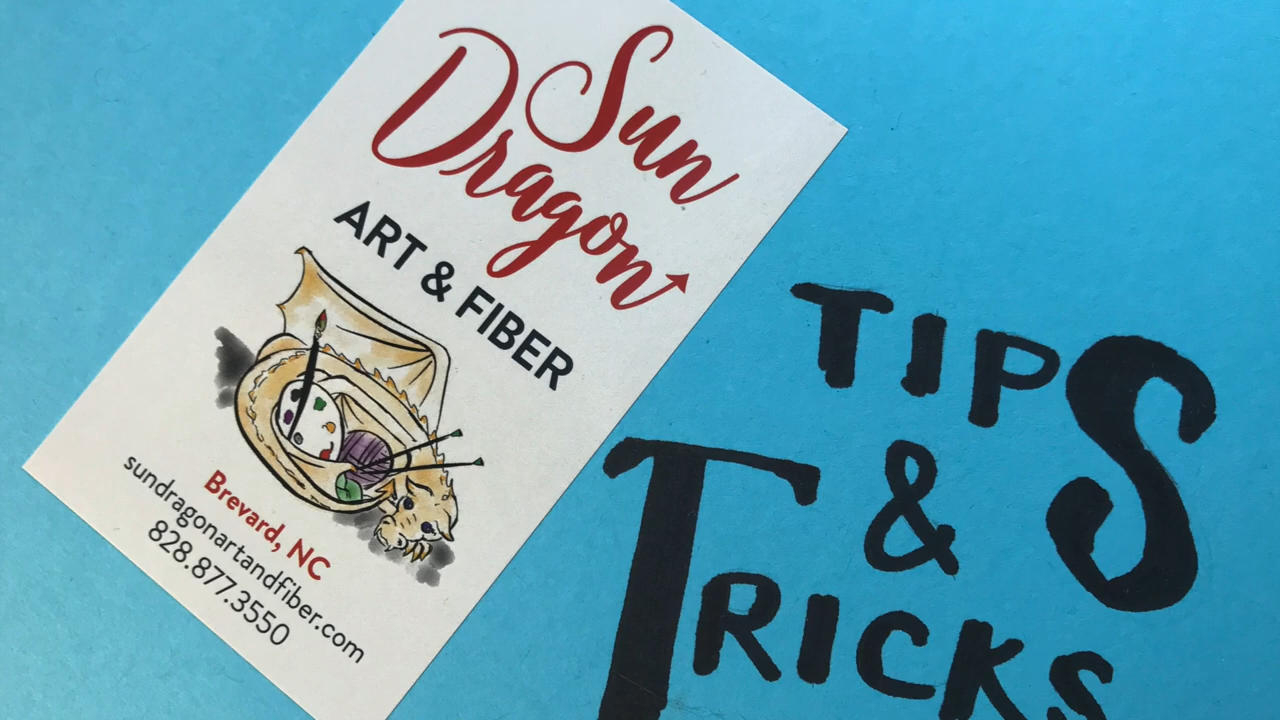 Sun
Dragon
ART & FIBER
Brevard, NC
sundragonartandfiber.com
828.877.3550
TIPS
&
TRICKS